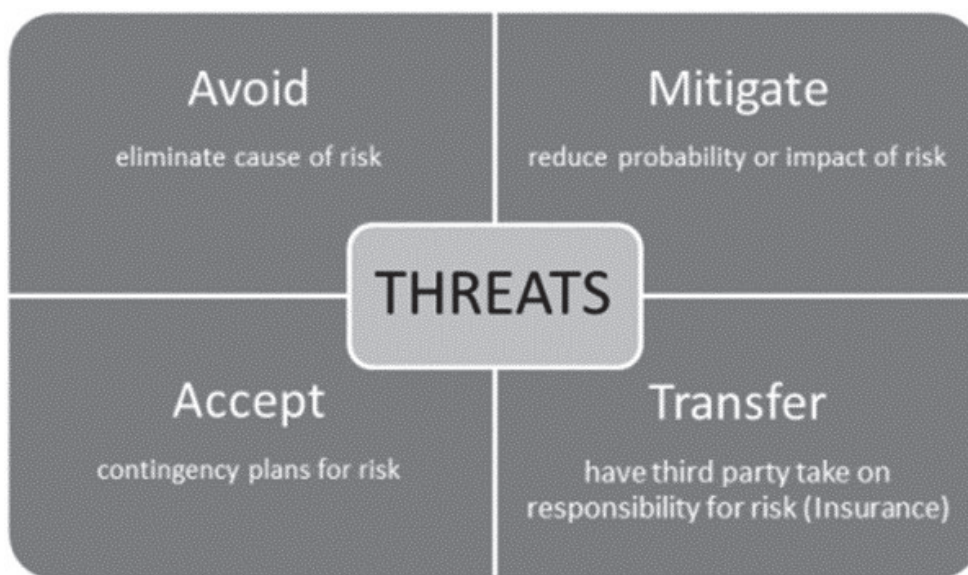 Avoid
eliminate cause of risk
Mitigate
reduce probability or impact of risk
THREATS
Accept
contingency plans for risk
Transfer
have third party take on
responsibility for risk (Insurance)